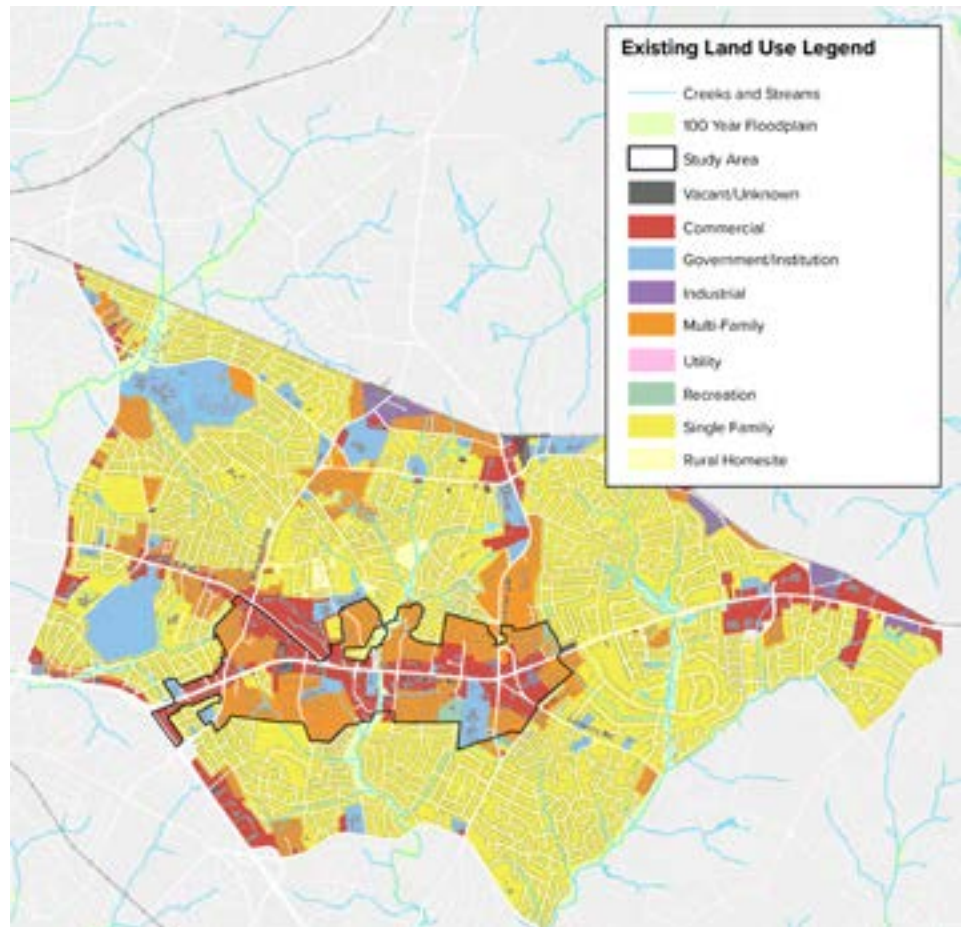 Existing Land Use Legend
Creeks and Streams
100 Year Floodplain
Study Area
Vacant/Unknown
Commercial
Government/Institution
Industrial
Multi-Family
Utility
Recreation
Single Family
Rural Homesite